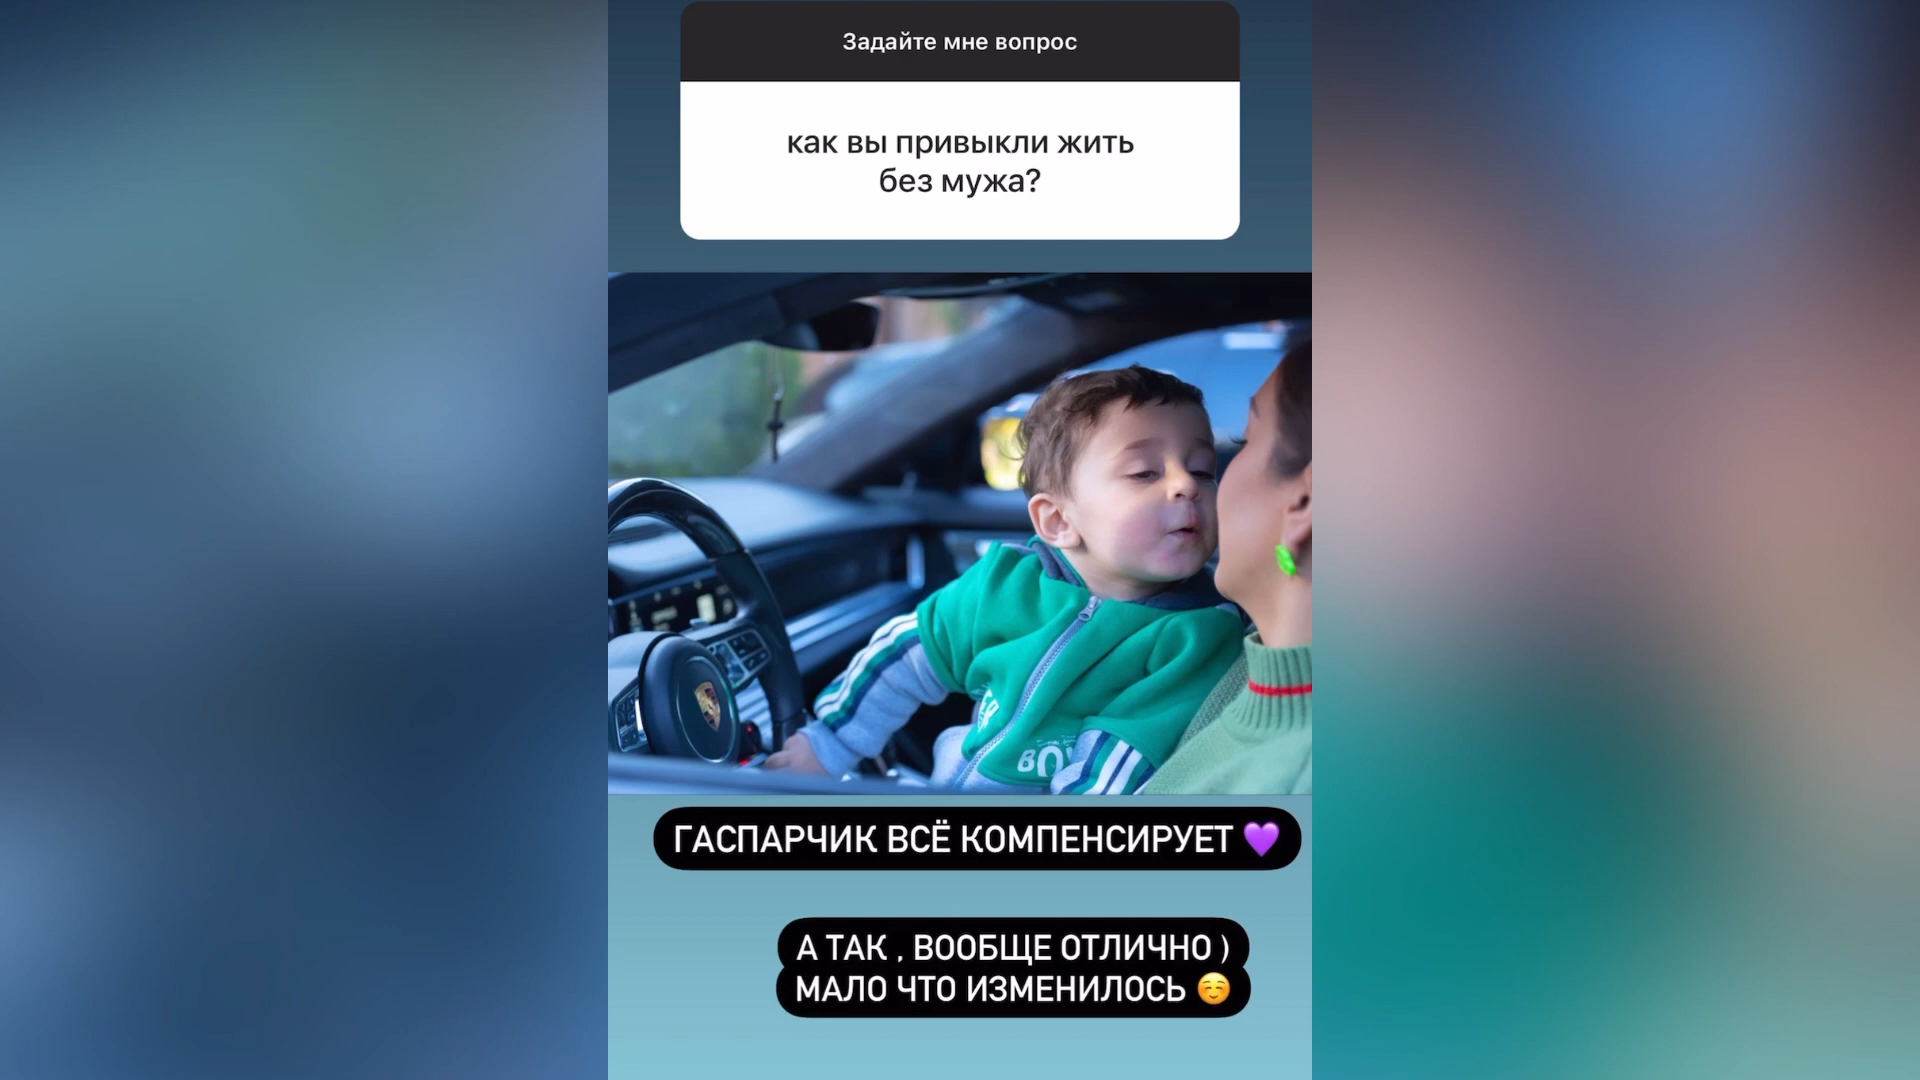 Задайте мне вопрос
как вы привыкли жить
без мужа?
ГАСПАРЧИК ВСЁ КОМПЕНСИРУЕТ 💜
А ТАК , ВООБЩЕ ОТЛИЧНО )
МАЛО ЧТО ИЗМЕНИЛОСЬ ☺️